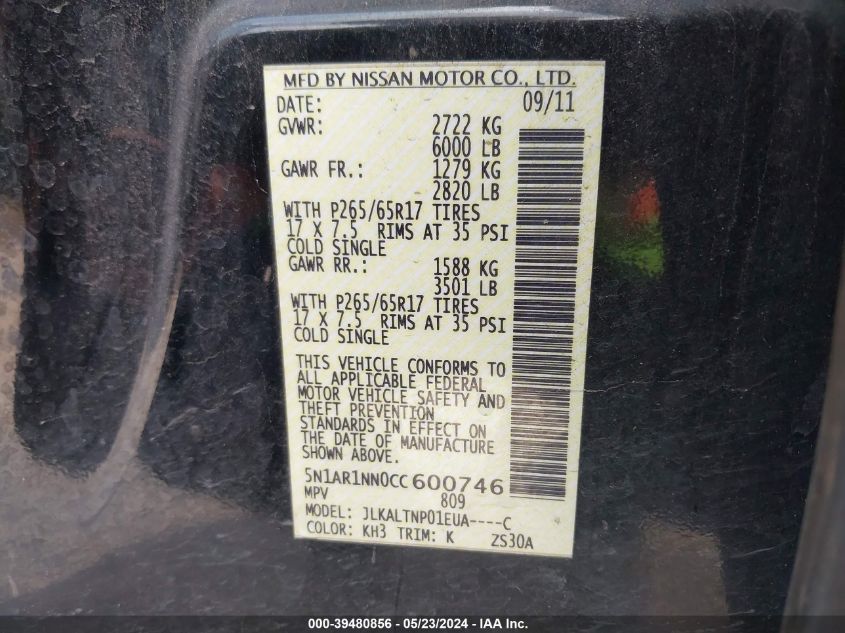 MFD BY NISSAN MOTOR CO., LTD.
DATE: 09/11
GVWR: 2722 KG
6000 LB
GAWR FR.: 1279 KG
2820 LB
WITH P265/65R17 TIRES
17 X 7.5 RIMS AT 35 PSI
COLD SINGLE
GAWR RR.: 1588 KG
3501 LB
WITH P265/65R17 TIRES
17 X 7.5 RIMS AT 35 PSI
COLD SINGLE
THIS VEHICLE CONFORMS TO
ALL APPLICABLE FEDERAL
MOTOR VEHICLE SAFETY AND
THEFT PREVENTION
STANDARDS IN EFFECT ON
THE DATE OF MANUFACTURE
SHOWN ABOVE.
5N1AR1NN0CC600746
MPV 809
MODEL: JLKALTNP01EUA----C
COLOR: KH3 TRIM: K ZS30A
000-39480856 - 05/23/2024 - IAA Inc.